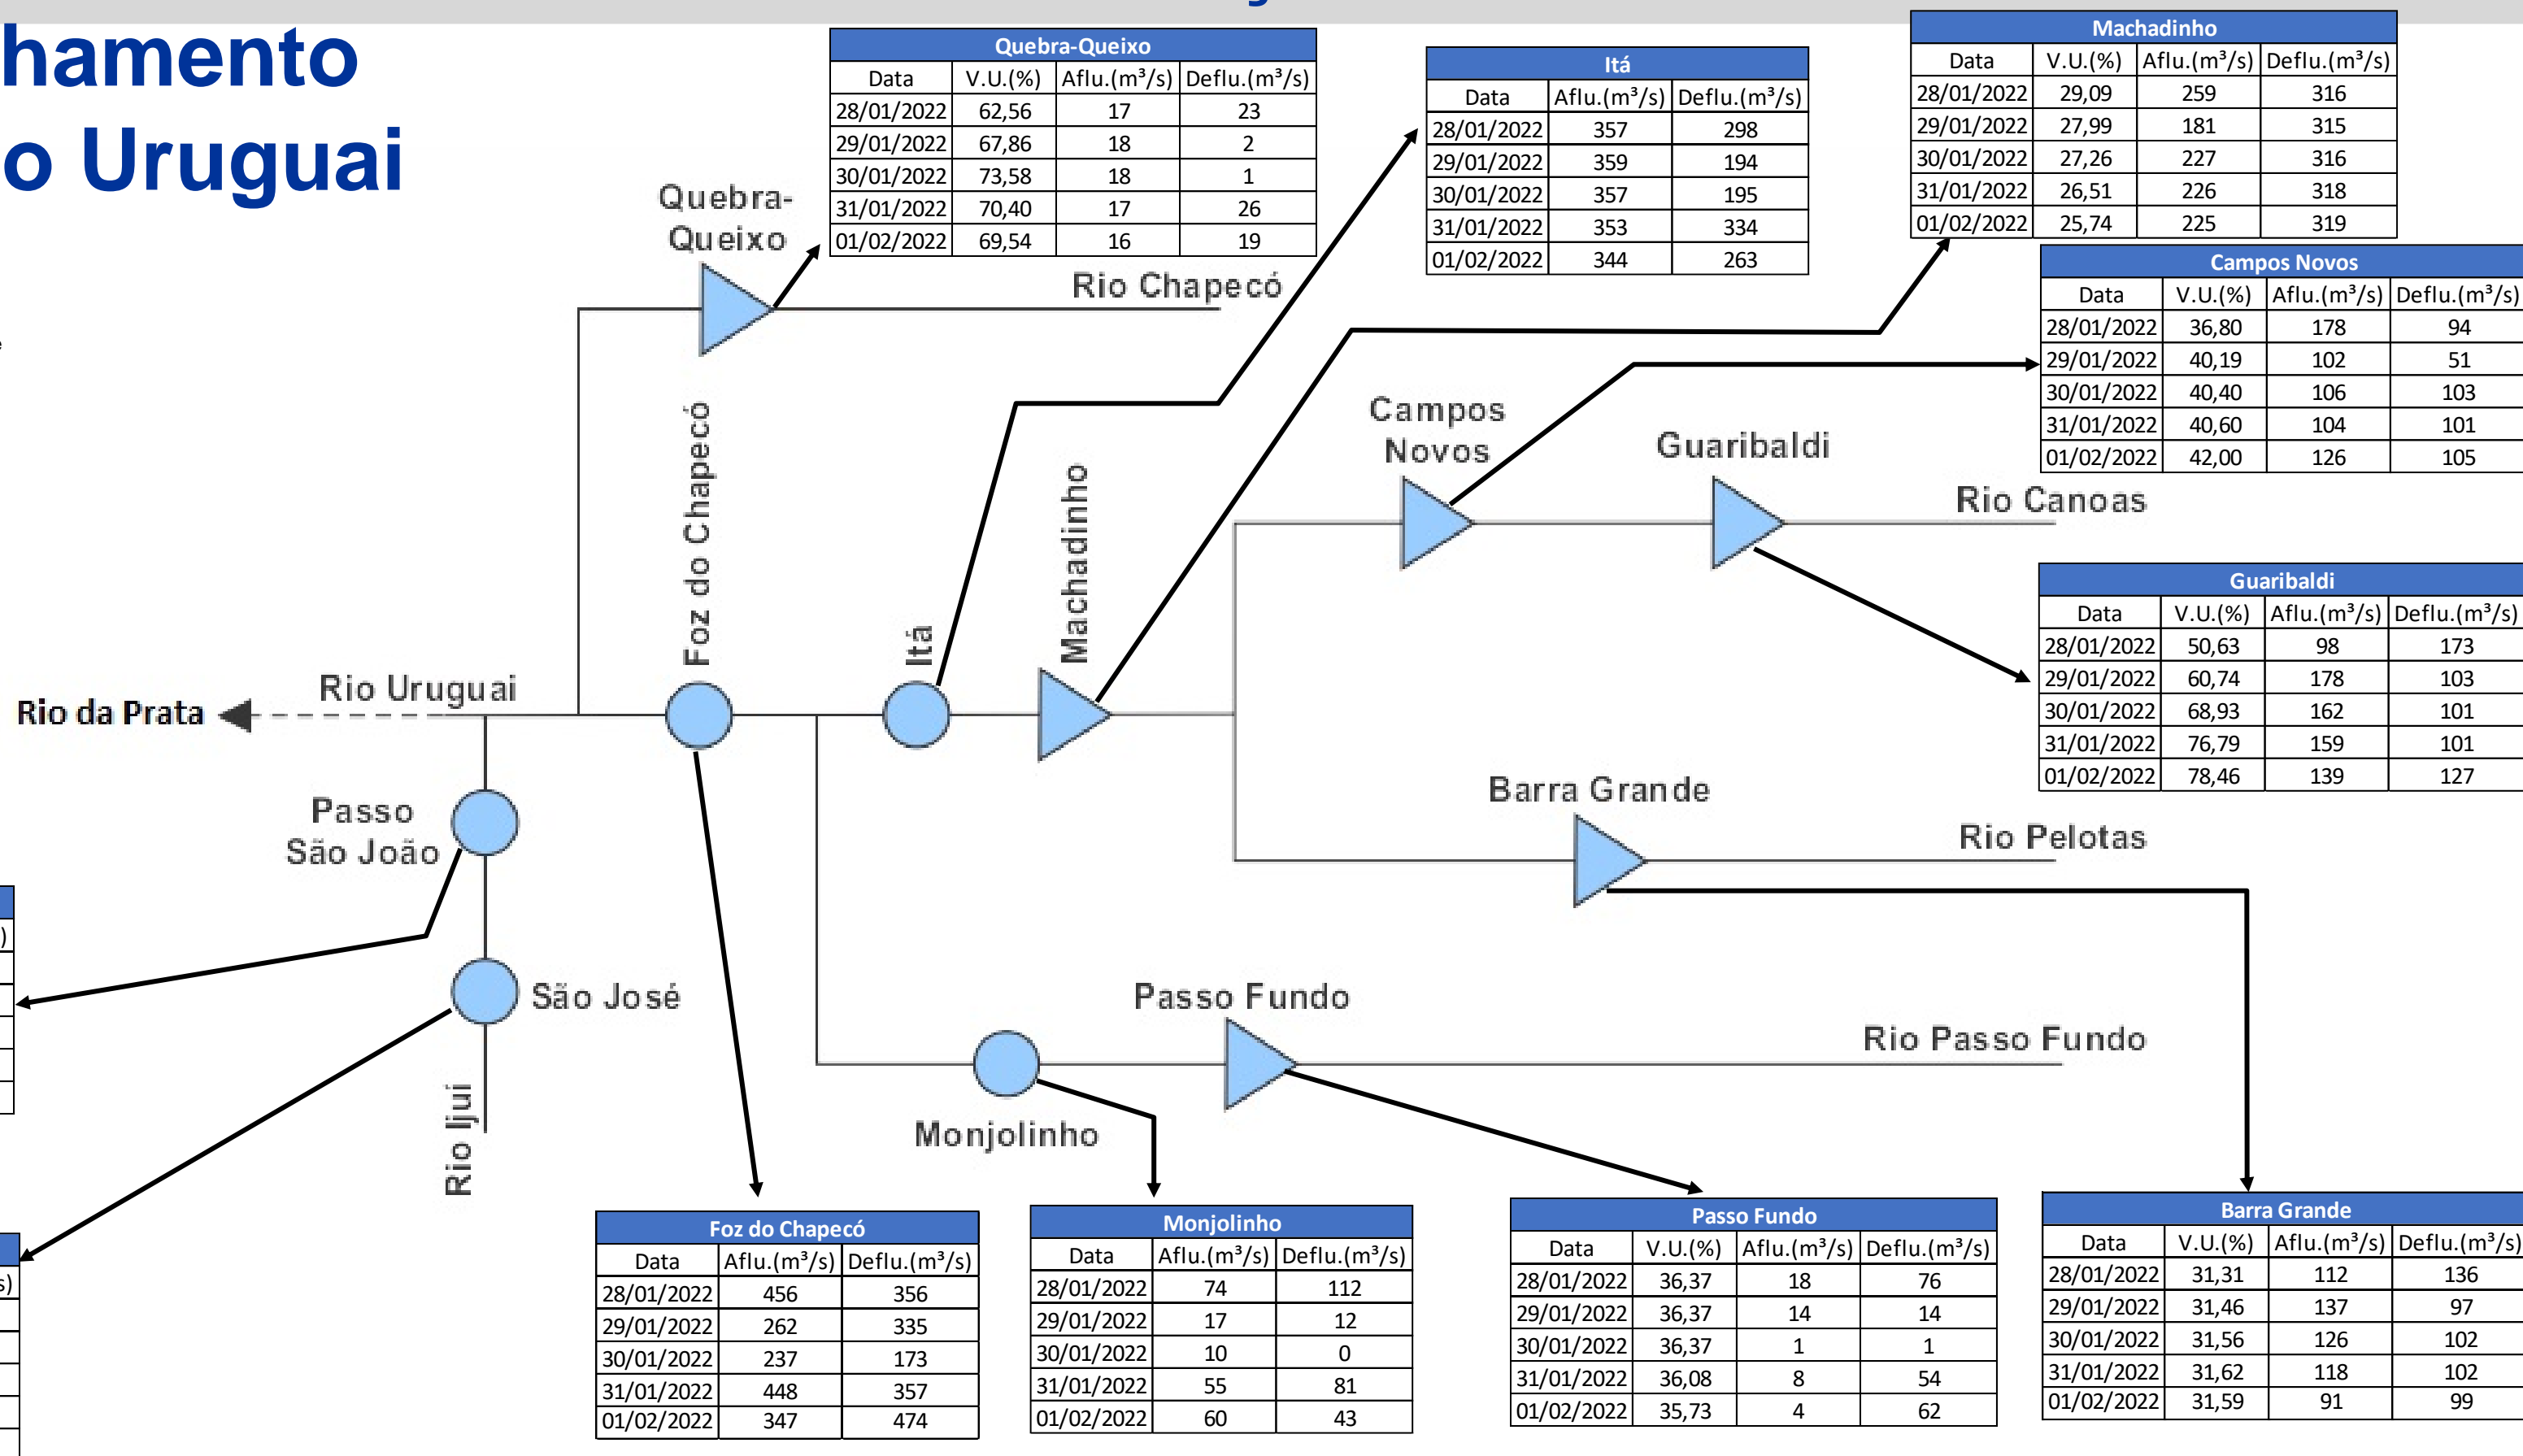 hamento
o Uruguai
Quebra-Queixo
Data V.U.(%) Aflu.(m³/s) Deflu.(m³/s)
28/01/2022 62,56 17 23
29/01/2022 67,86 18 2
30/01/2022 73,58 18 1
31/01/2022 70,40 17 26
01/02/2022 69,54 16 19
Itá
Data Aflu.(m³/s) Deflu.(m³/s)
28/01/2022 357 298
29/01/2022 359 194
30/01/2022 357 195
31/01/2022 353 334
01/02/2022 344 263
Machadinho
Data V.U.(%) Aflu.(m³/s) Deflu.(m³/s)
28/01/2022 29,09 259 316
29/01/2022 27,99 181 315
30/01/2022 27,26 227 316
31/01/2022 26,51 226 318
01/02/2022 25,74 225 319
Campos Novos
Data V.U.(%) Aflu.(m³/s) Deflu.(m³/s)
28/01/2022 36,80 178 94
29/01/2022 40,19 102 51
30/01/2022 40,40 106 103
31/01/2022 40,60 104 101
01/02/2022 42,00 126 105
Quebra-
Queixo
Rio Chapecó
Foz do Chapecó
Itá
Machadinho
Campos
Novos
Guaribaldi
Rio Canoas
Guaribaldi
Data V.U.(%) Aflu.(m³/s) Deflu.(m³/s)
28/01/2022 50,63 98 173
29/01/2022 60,74 178 103
30/01/2022 68,93 162 101
31/01/2022 76,79 159 101
01/02/2022 78,46 139 127
Rio da Prata
Rio Uruguai
Passo
São João
Barra Grande
Rio Pelotas
São José
Rio Ijuí
Passo Fundo
Rio Passo Fundo
Monjolinho
)
s)
Foz do Chapecó
Data Aflu.(m³/s) Deflu.(m³/s)
28/01/2022 456 356
29/01/2022 262 335
30/01/2022 237 173
31/01/2022 448 357
01/02/2022 347 474
Monjolinho
Data Aflu.(m³/s) Deflu.(m³/s)
28/01/2022 74 112
29/01/2022 17 12
30/01/2022 10 0
31/01/2022 55 81
01/02/2022 60 43
Passo Fundo
Data V.U.(%) Aflu.(m³/s) Deflu.(m³/s)
28/01/2022 36,37 18 76
29/01/2022 36,37 14 14
30/01/2022 36,37 1 1
31/01/2022 36,08 8 54
01/02/2022 35,73 4 62
Barra Grande
Data V.U.(%) Aflu.(m³/s) Deflu.(m³/s)
28/01/2022 31,31 112 136
29/01/2022 31,46 137 97
30/01/2022 31,56 126 102
31/01/2022 31,62 118 102
01/02/2022 31,59 91 99